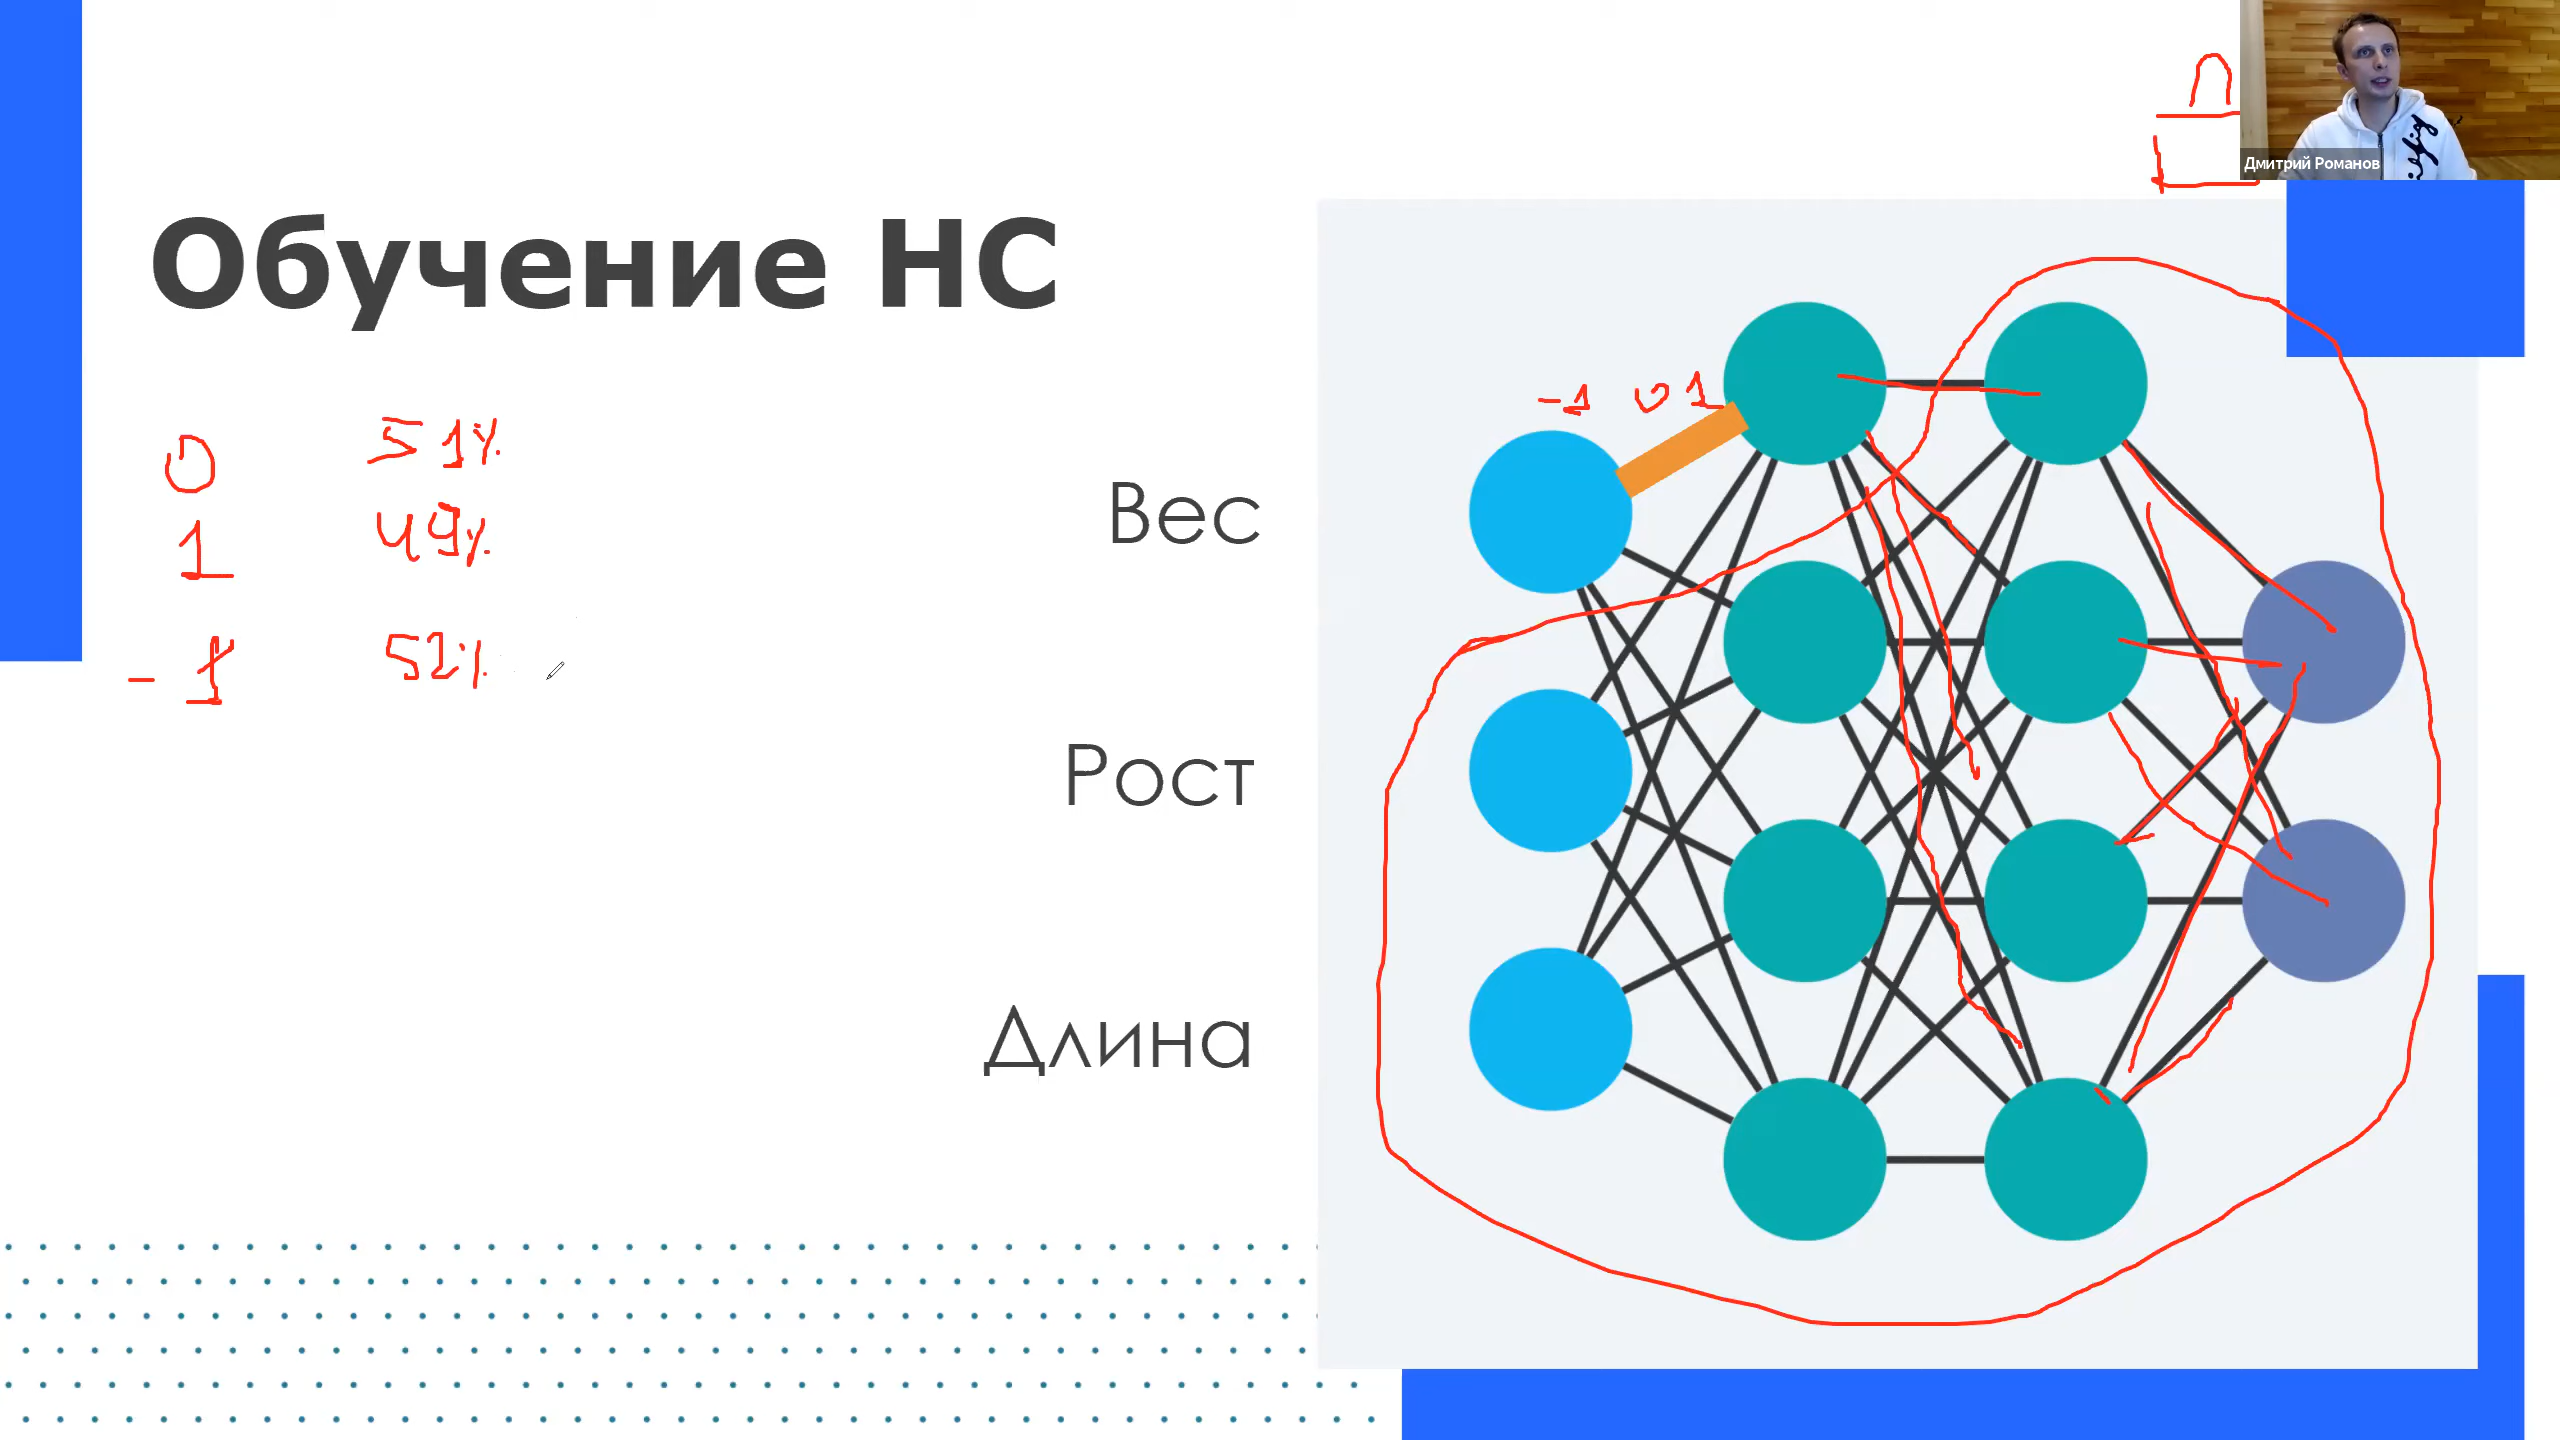 Дмитрий Романов
Обучение НС
-1 0 1
0 51%
1 49%
- 1 52%
Вес
Рост
Длина